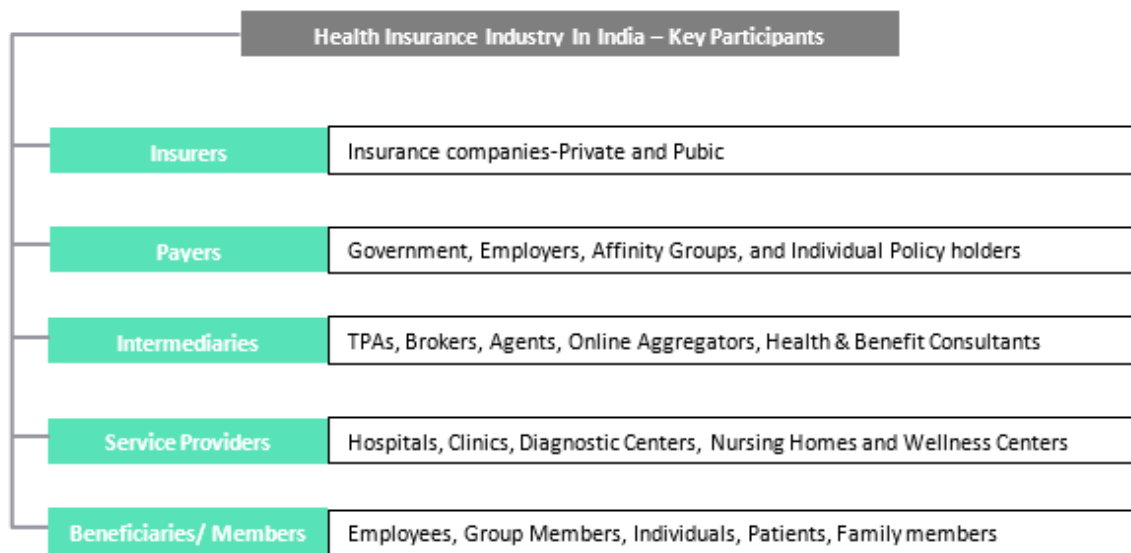 Health Insurance Industry In India – Key Participants
Insurers
Insurance companies-Private and Pubic
Payers
Government, Employers, Affinity Groups, and Individual Policy holders
Intermediaries
TPAs, Brokers, Agents, Online Aggregators, Health & Benefit Consultants
Service Providers
Hospitals, Clinics, Diagnostic Centers, Nursing Homes and Wellness Centers
Beneficiaries/ Members
Employees, Group Members, Individuals, Patients, Family members